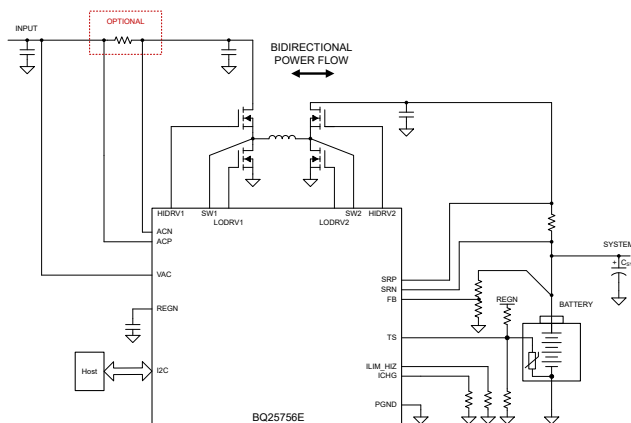 OPTIONAL
INPUT
BIDIRECTIONAL
POWER FLOW
HIDRV1
SW1
LODRV1
LODRV2
SW2
HIDRV2
ACN
ACP
VAC
REGN
Host
I2C
SRP
SRN
FB
TS
ILIM_HIZ
ICHG
PGND
SYSTEM
+
BATTERY
REGN
BQ25756E